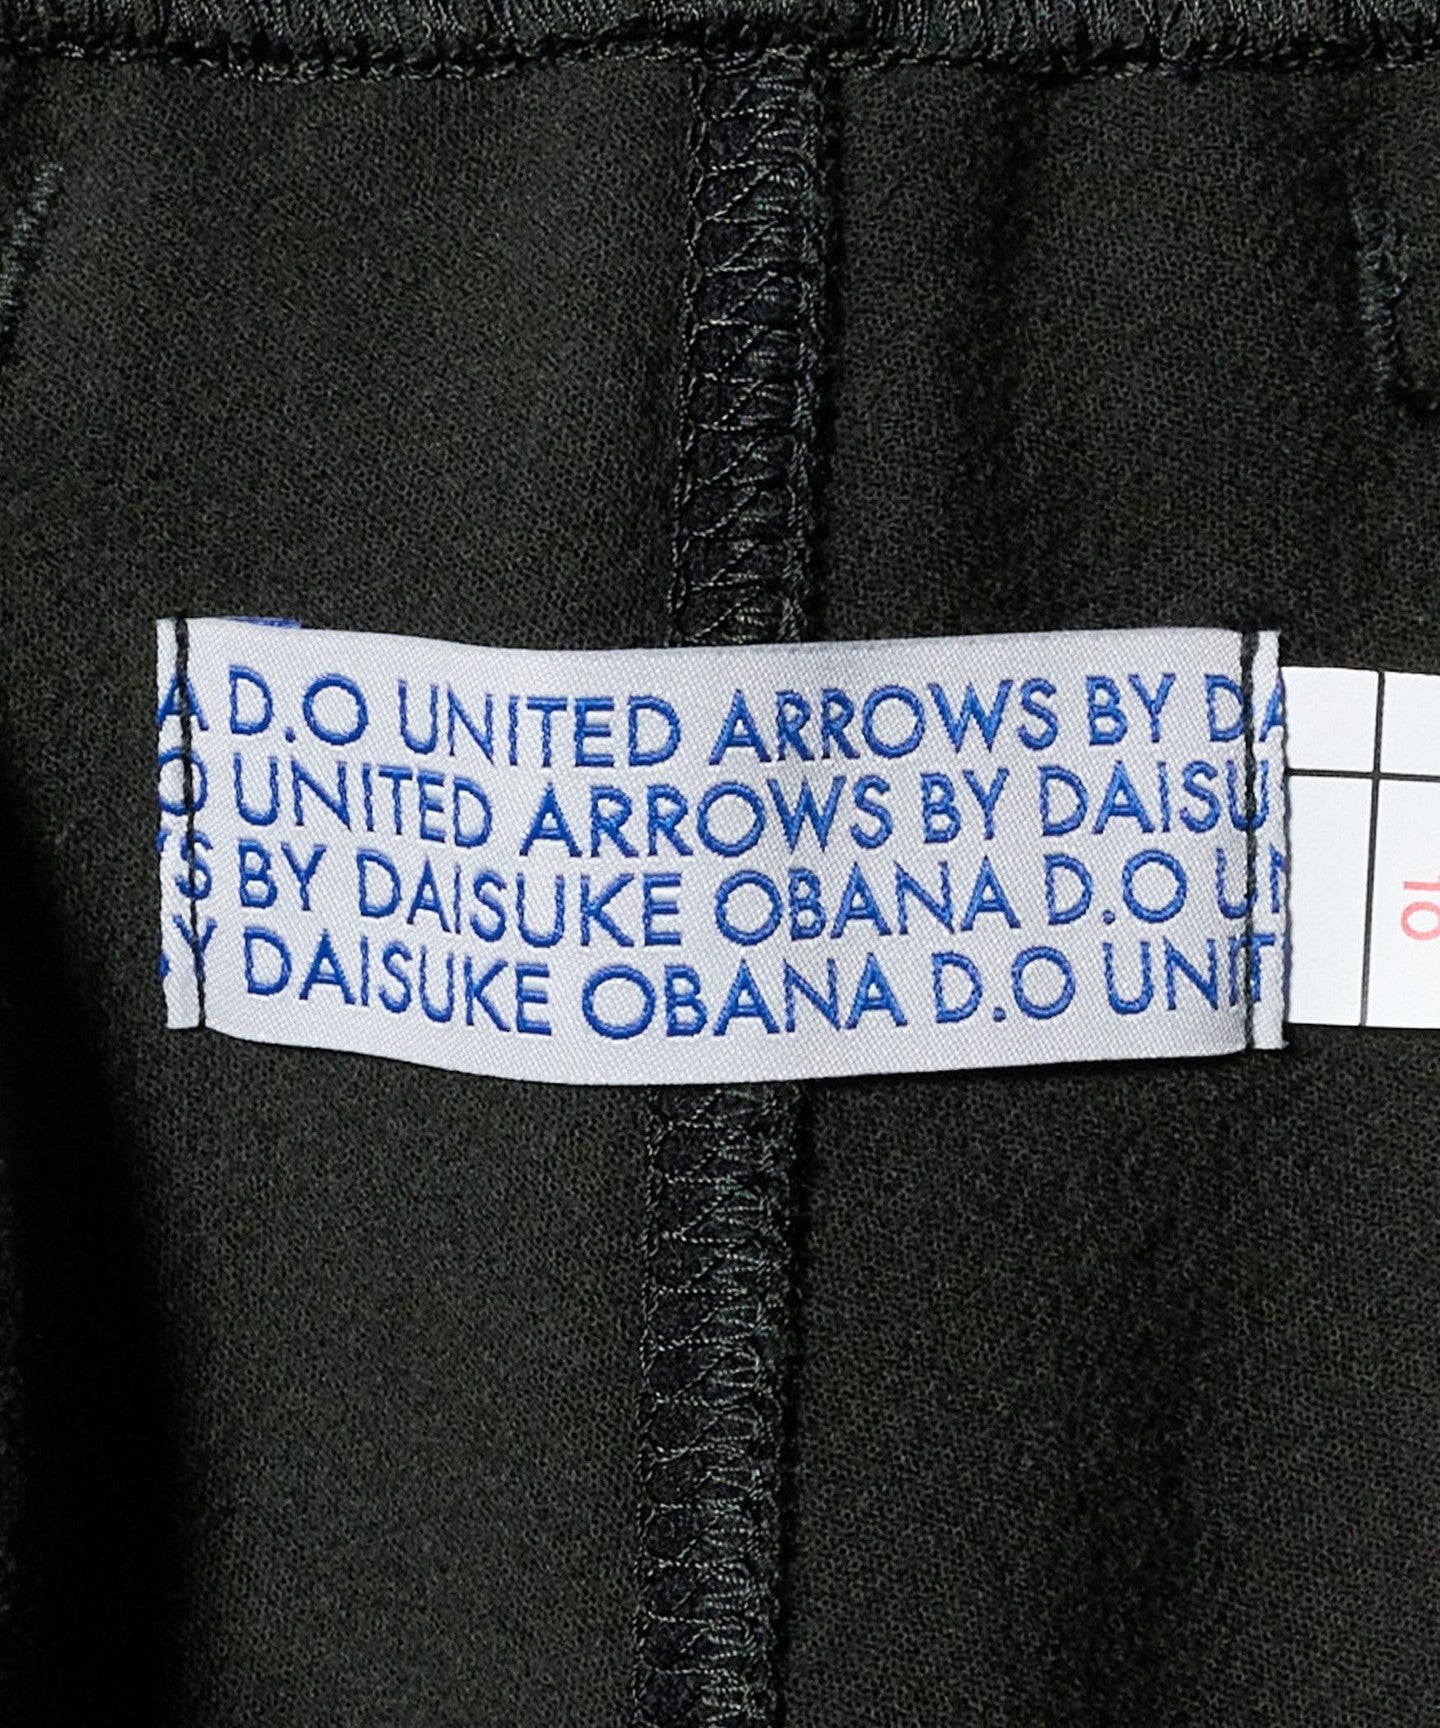 A D.O UNITED ARROWS BY DA
O UNITED ARROWS BY DAISU
S BY DAISUKE OBANA D.O UN
Y DAISUKE OBANA D.O UNIT